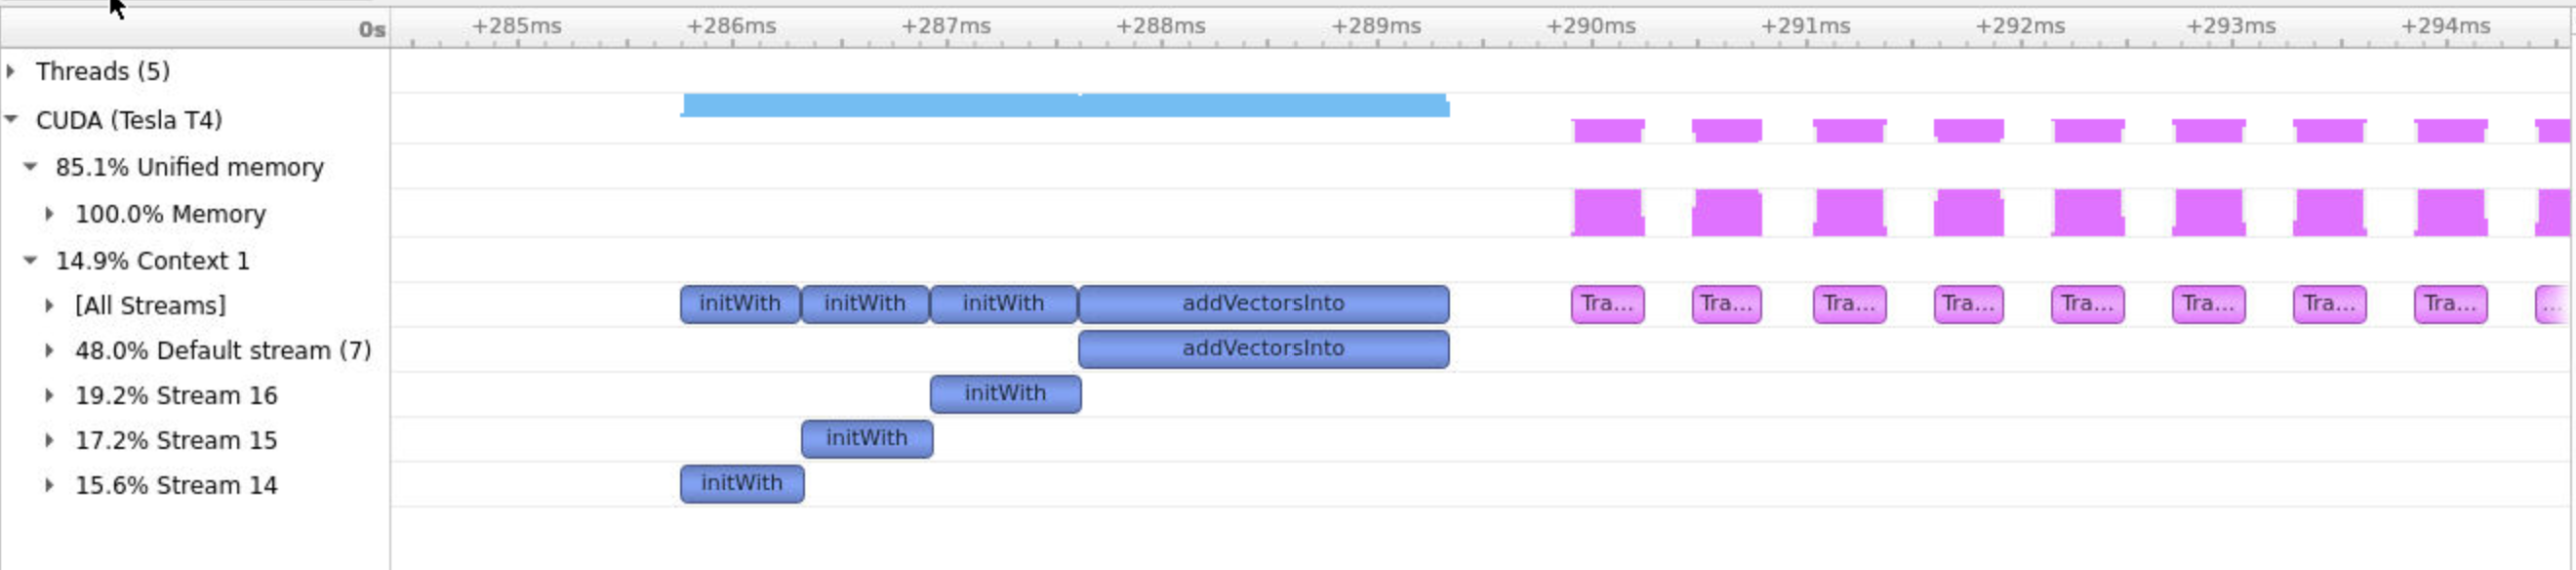 0s +285ms +286ms +287ms +288ms +289ms +290ms +291ms +292ms +293ms +294ms
Threads (5)
CUDA (Tesla T4)
85.1% Unified memory
100.0% Memory
14.9% Context 1
[All Streams] initWith initWith initWith addVectorsInto Tra... Tra... Tra... Tra... Tra... Tra... Tra... Tra... ...
48.0% Default stream (7) addVectorsInto
19.2% Stream 16 initWith
17.2% Stream 15 initWith
15.6% Stream 14 initWith